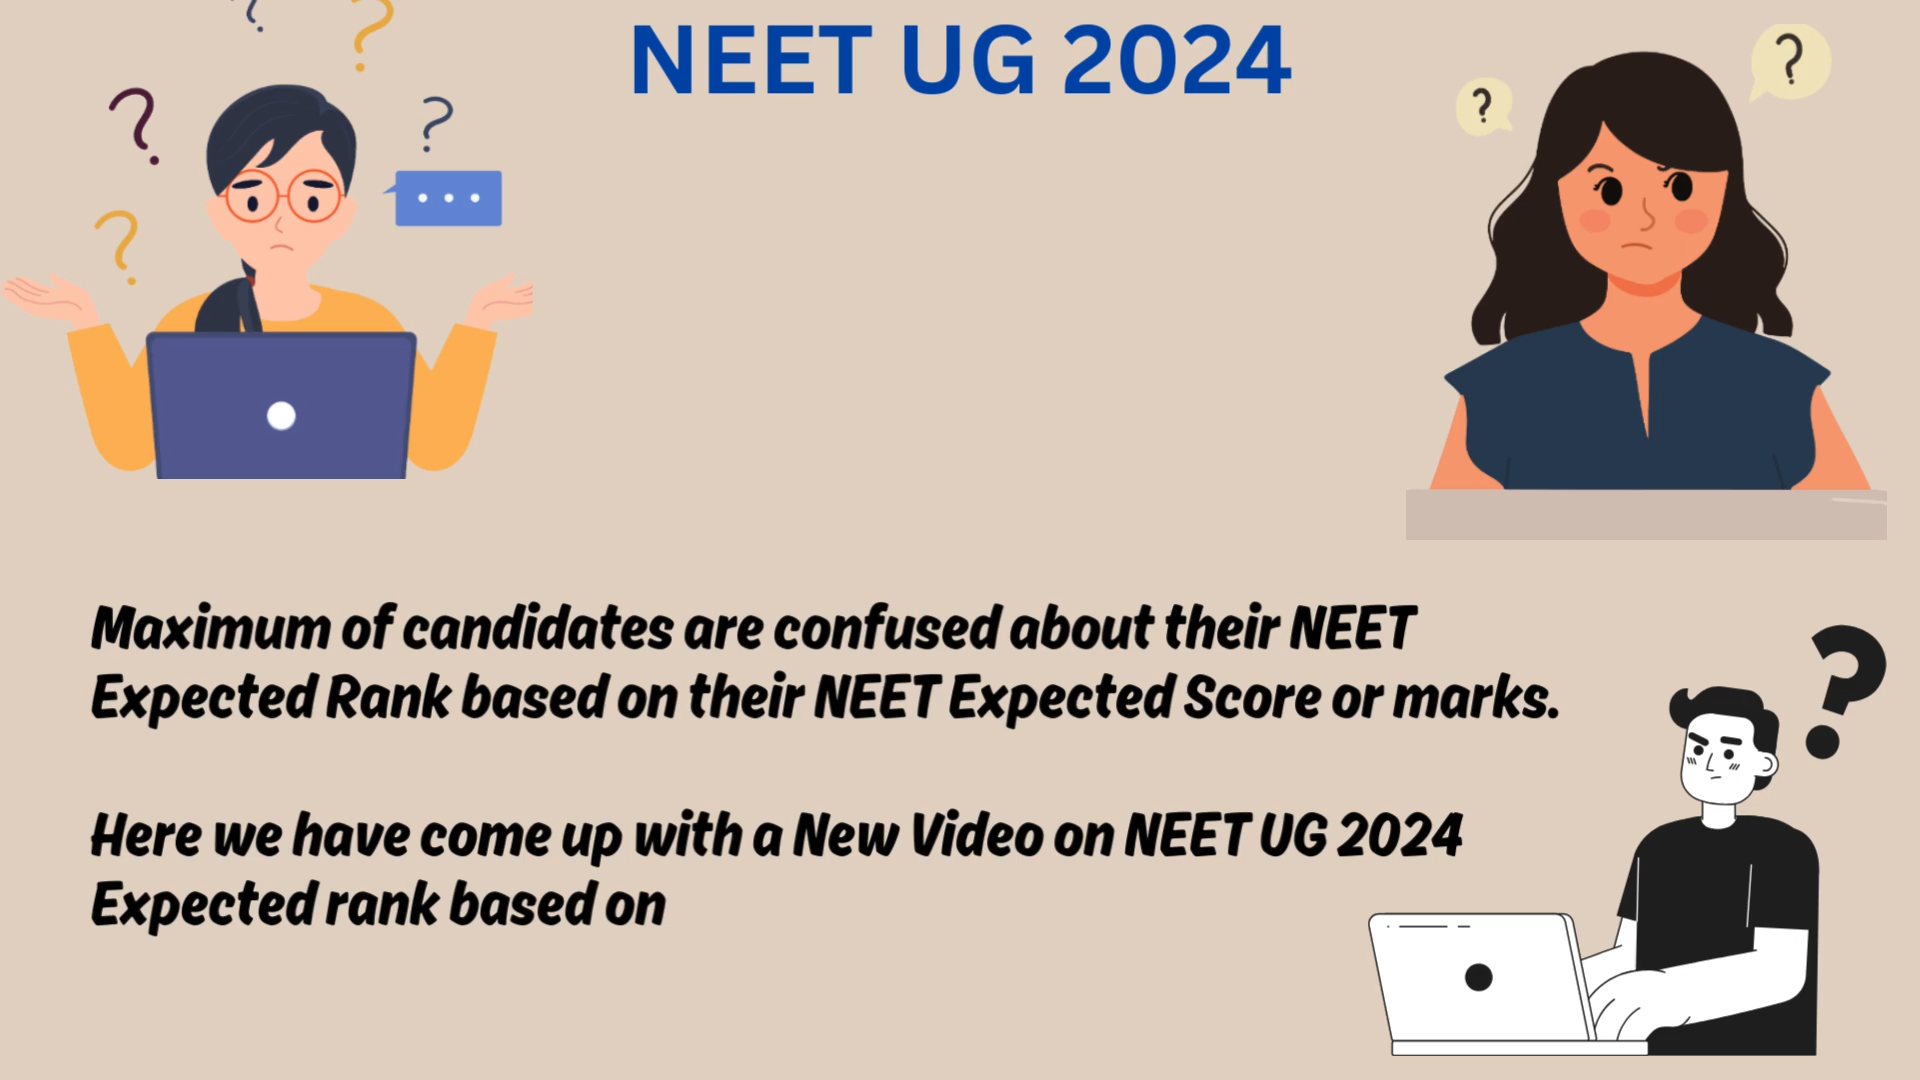 NEET UG 2024
Maximum of candidates are confused about their NEET
Expected Rank based on their NEET Expected Score or marks.
Here we have come up with a New Video on NEET UG 2024
Expected rank based on